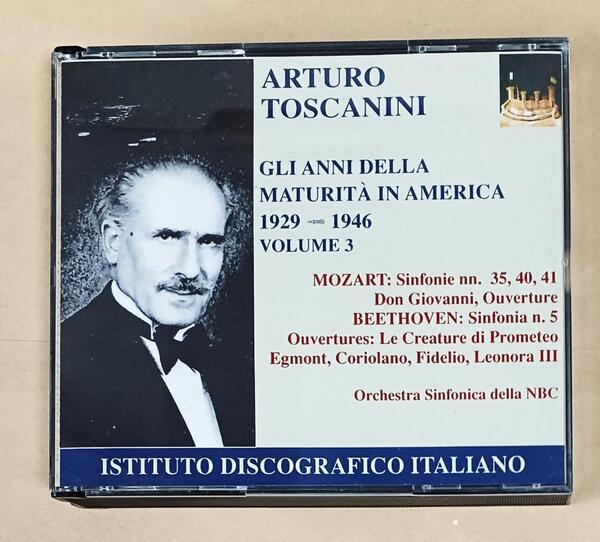 ARTURO
TOSCANINI
GLI ANNI DELLA
MATURITÀ IN AMERICA
1929 1946
VOLUME 3
MOZART: Sinfonie nn. 35, 40, 41
Don Giovanni, Ouverture
BEETHOVEN: Sinfonia n. 5
Ouvertures: Le Creature di Prometeo
Egmont, Coriolano, Fidelio, Leonora III
Orchestra Sinfonica della NBC
ISTITUTO DISCOGRAFICO ITALIANO